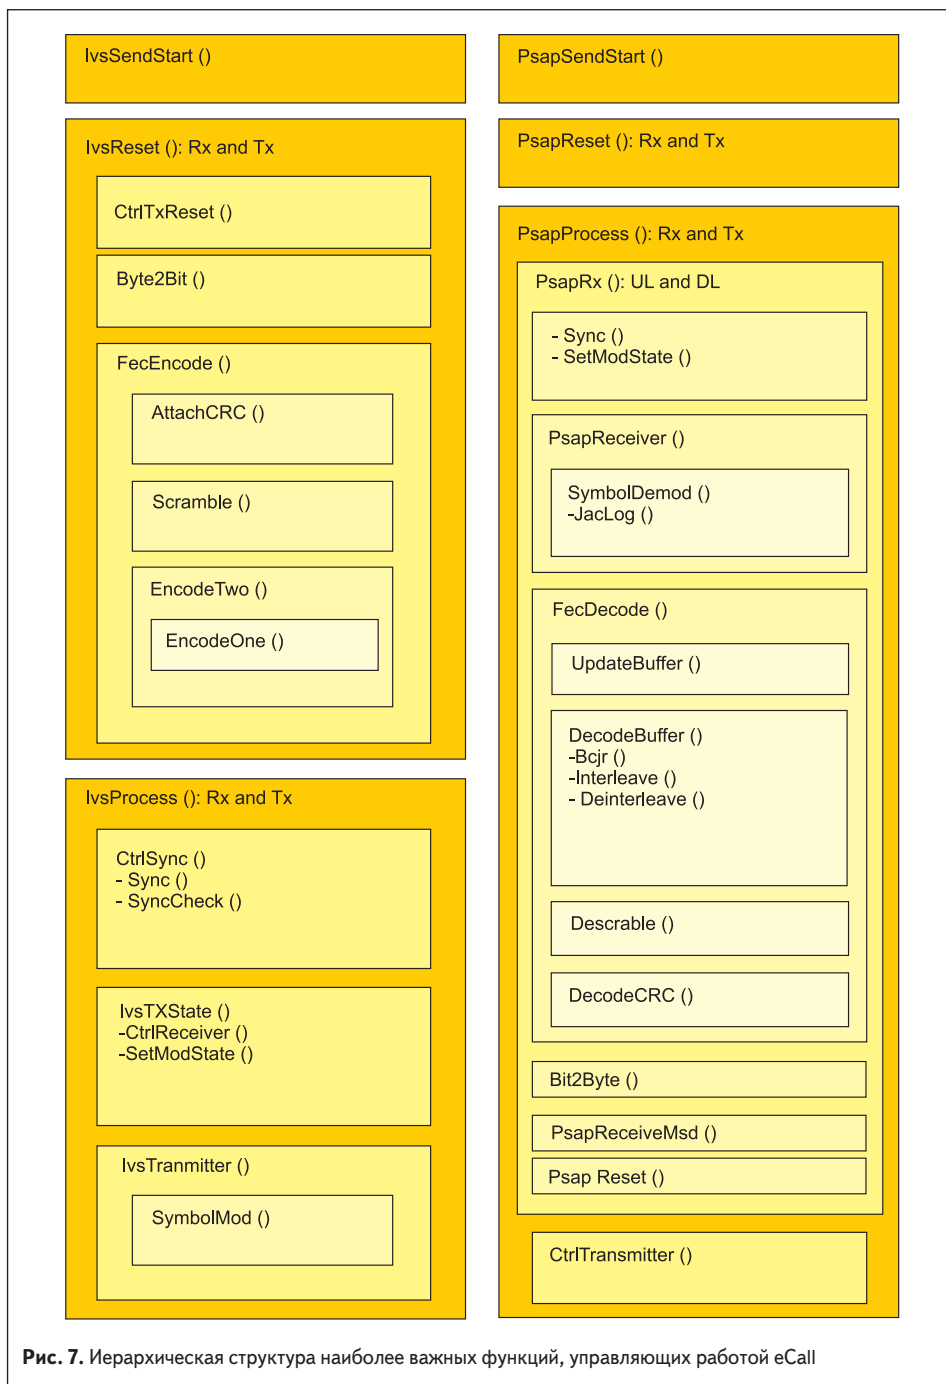 IvsSendStart ()
IvsReset (): Rx and Tx
CtrlTxReset ()
Byte2Bit ()
FecEncode ()
AttachCRC ()
Scramble ()
EncodeTwo ()
EncodeOne ()
IvsProcess (): Rx and Tx
CtrlSync ()
- Sync ()
- SyncCheck ()
IvsTXState ()
-CtrlReceiver ()
-SetModState ()
IvsTranmitter ()
SymbolMod ()
PsapSendStart ()
PsapReset (): Rx and Tx
PsapProcess (): Rx and Tx
PsapRx (): UL and DL
- Sync ()
- SetModState ()
PsapReceiver ()
SymbolDemod ()
-JacLog ()
FecDecode ()
UpdateBuffer ()
DecodeBuffer ()
-Bcjr ()
-Interleave ()
- Deinterleave ()
Descrable ()
DecodeCRC ()
Bit2Byte ()
PsapReceiveMsd ()
Psap Reset ()
CtrlTransmitter ()
Рис. 7. Иерархическая структура наиболее важных функций, управляющих работой eCall